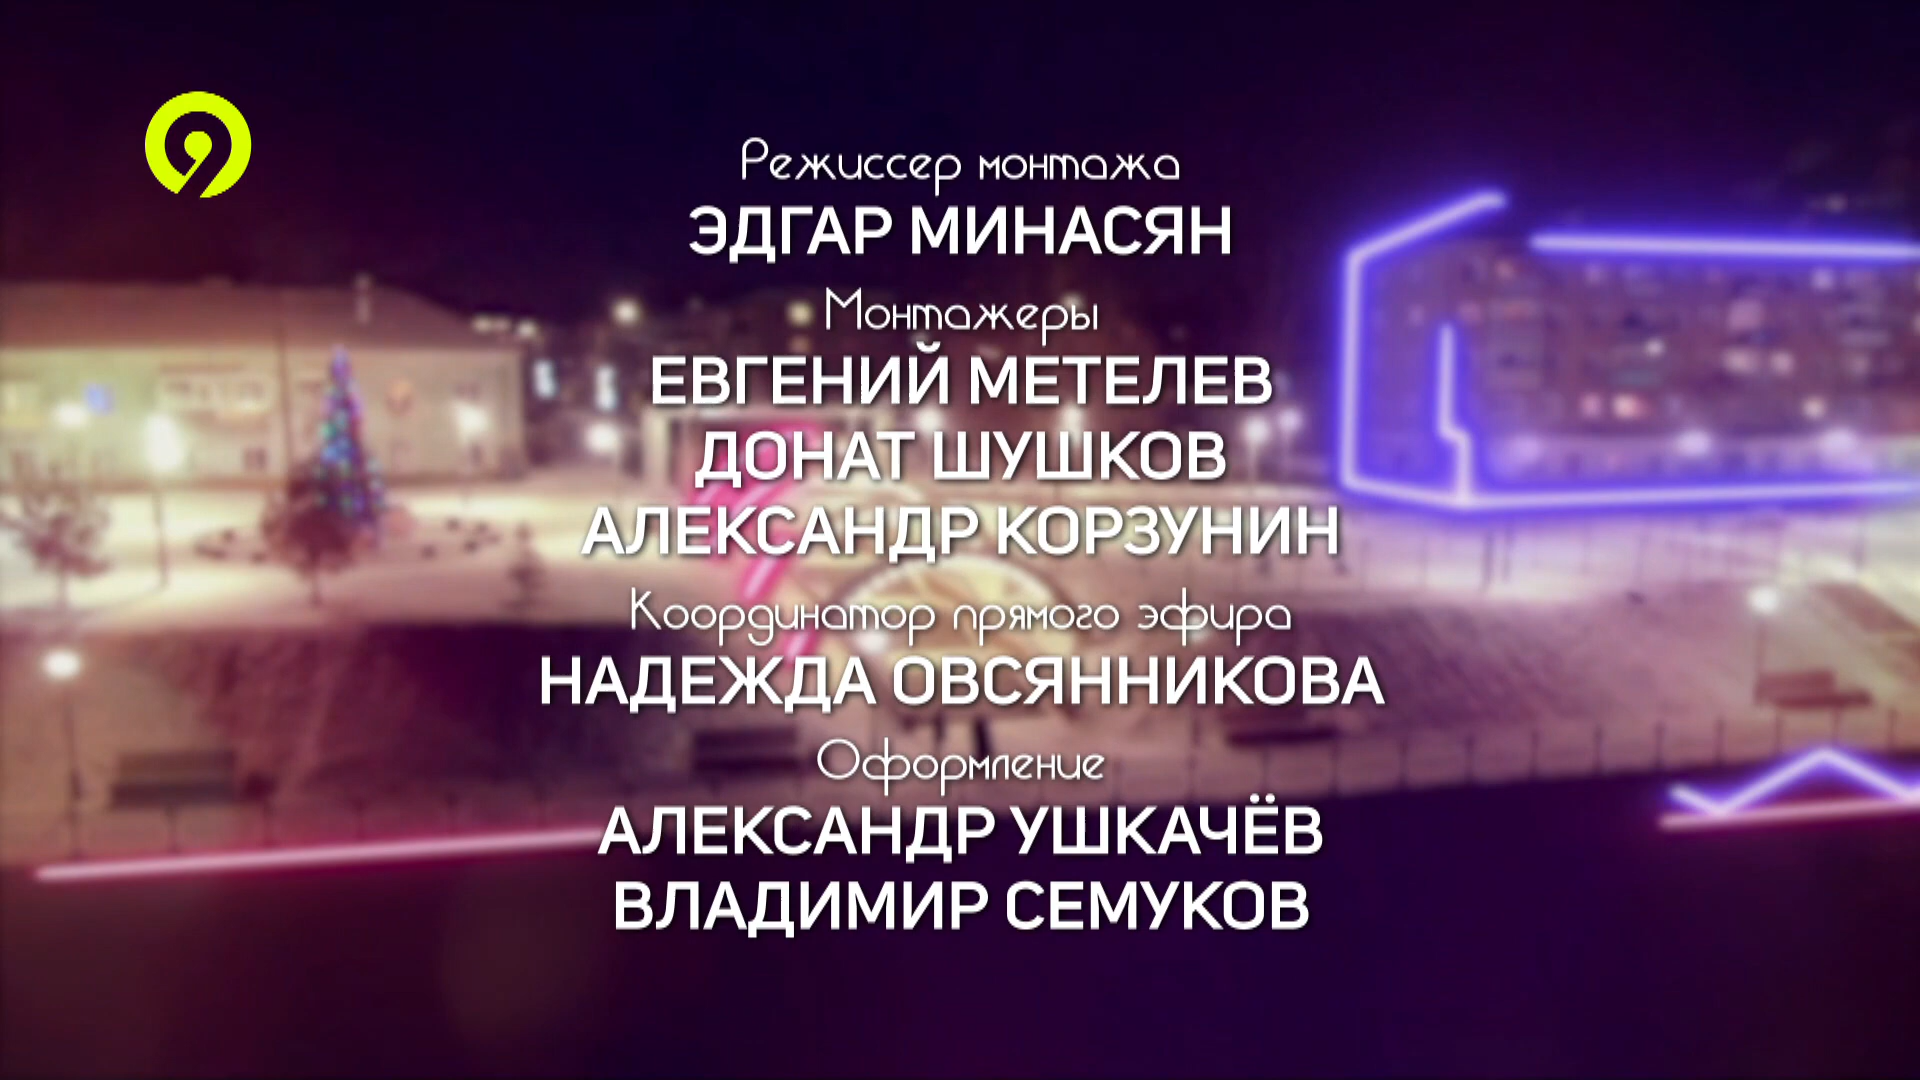 Режиссер монтажа
ЭДГАР МИНАСЯН
Монтажеры
ЕВГЕНИЙ МЕТЕЛЕВ
ДОНАТ ШУШКОВ
АЛЕКСАНДР КОРЗУНИН
Координатор прямого эфира
НАДЕЖДА ОВСЯННИКОВА
Оформление
АЛЕКСАНДР УШКАЧЁВ
ВЛАДИМИР СЕМУКОВ